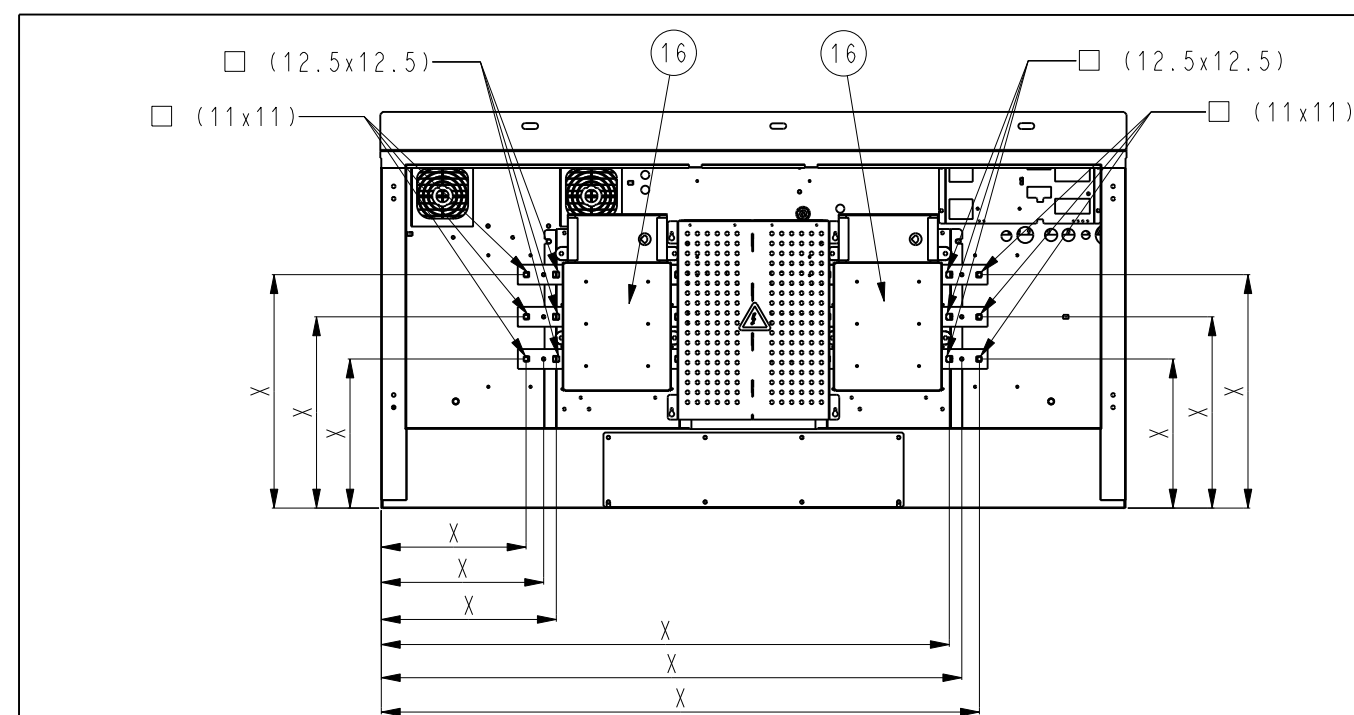 16
16
□ (12.5x12.5)
□ (12.5x12.5)
□ (11x11)
□ (11x11)
X
X
X
X
X
X
X
X
X
X
X
X